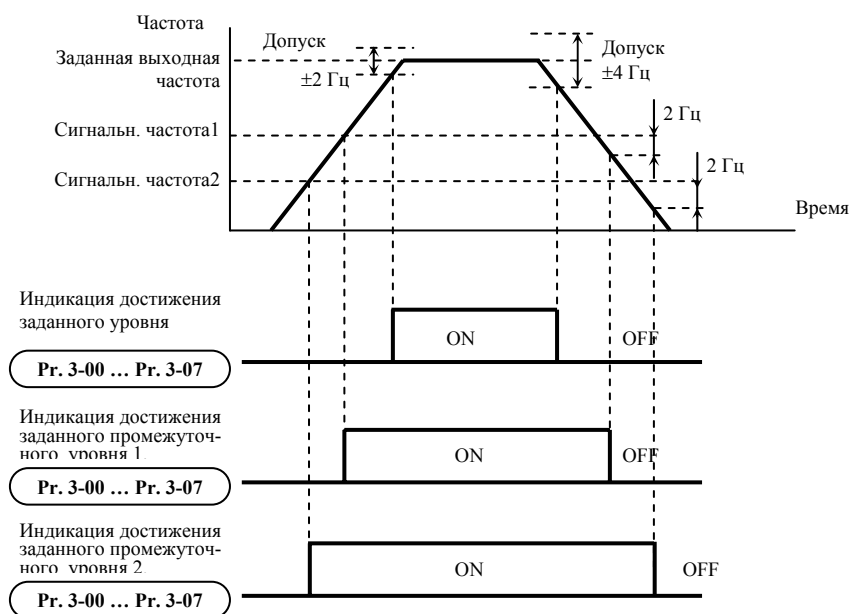 Частота
Допуск
±2 Гц
Допуск
±4 Гц
Заданная выходная
частота
Сигнальн. частота1
2 Гц
Сигнальн. частота2
2 Гц
Время
Индикация достижения
заданного уровня
ON
OFF
Pr. 3-00 … Pr. 3-07
Индикация достижения
заданного промежуточ-
ного уровня 1.
ON
OFF
Pr. 3-00 … Pr. 3-07
Индикация достижения
заданного промежуточ-
ного уровня 2.
ON
OFF
Pr. 3-00 … Pr. 3-07